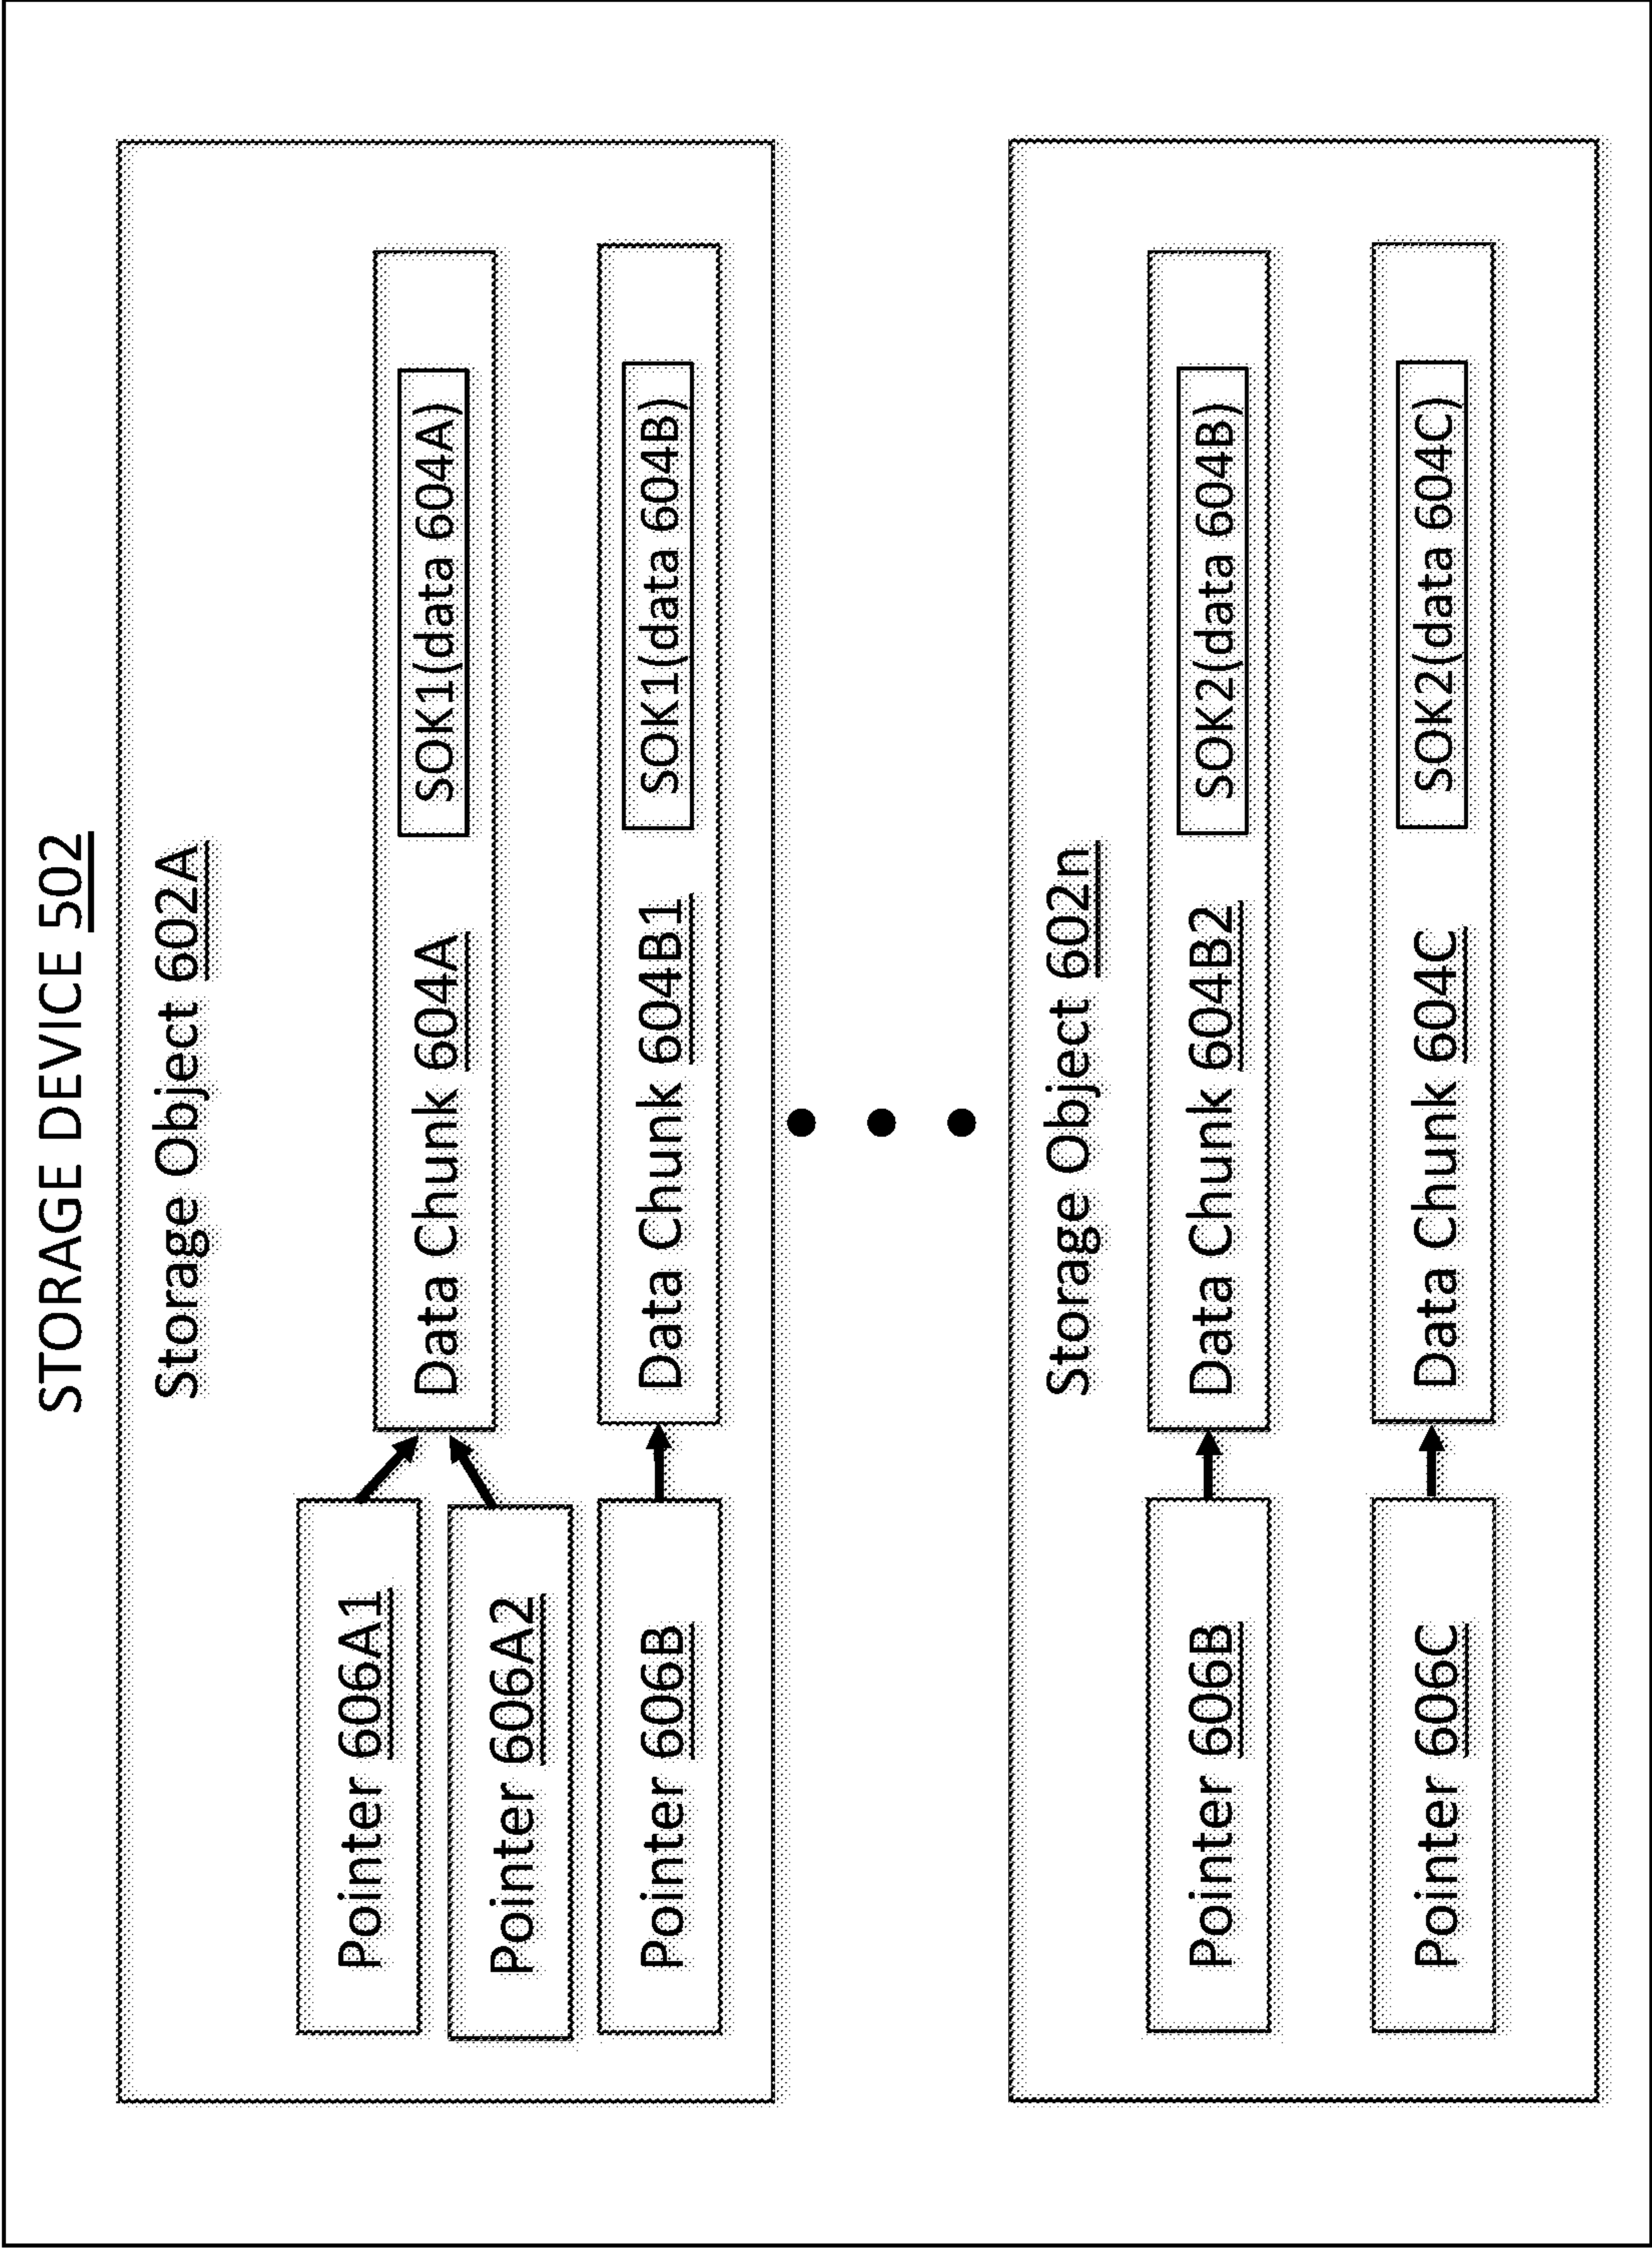 STORAGE DEVICE 502
Storage Object 602A
Pointer 606A1
Pointer 606A2
Data Chunk 604A SOK1(data 604A)
Pointer 606B Data Chunk 604B1 SOK1(data 604B)
Storage Object 602n
Pointer 606B Data Chunk 604B2 SOK2(data 604B)
Pointer 606C Data Chunk 604C SOK2(data 604C)